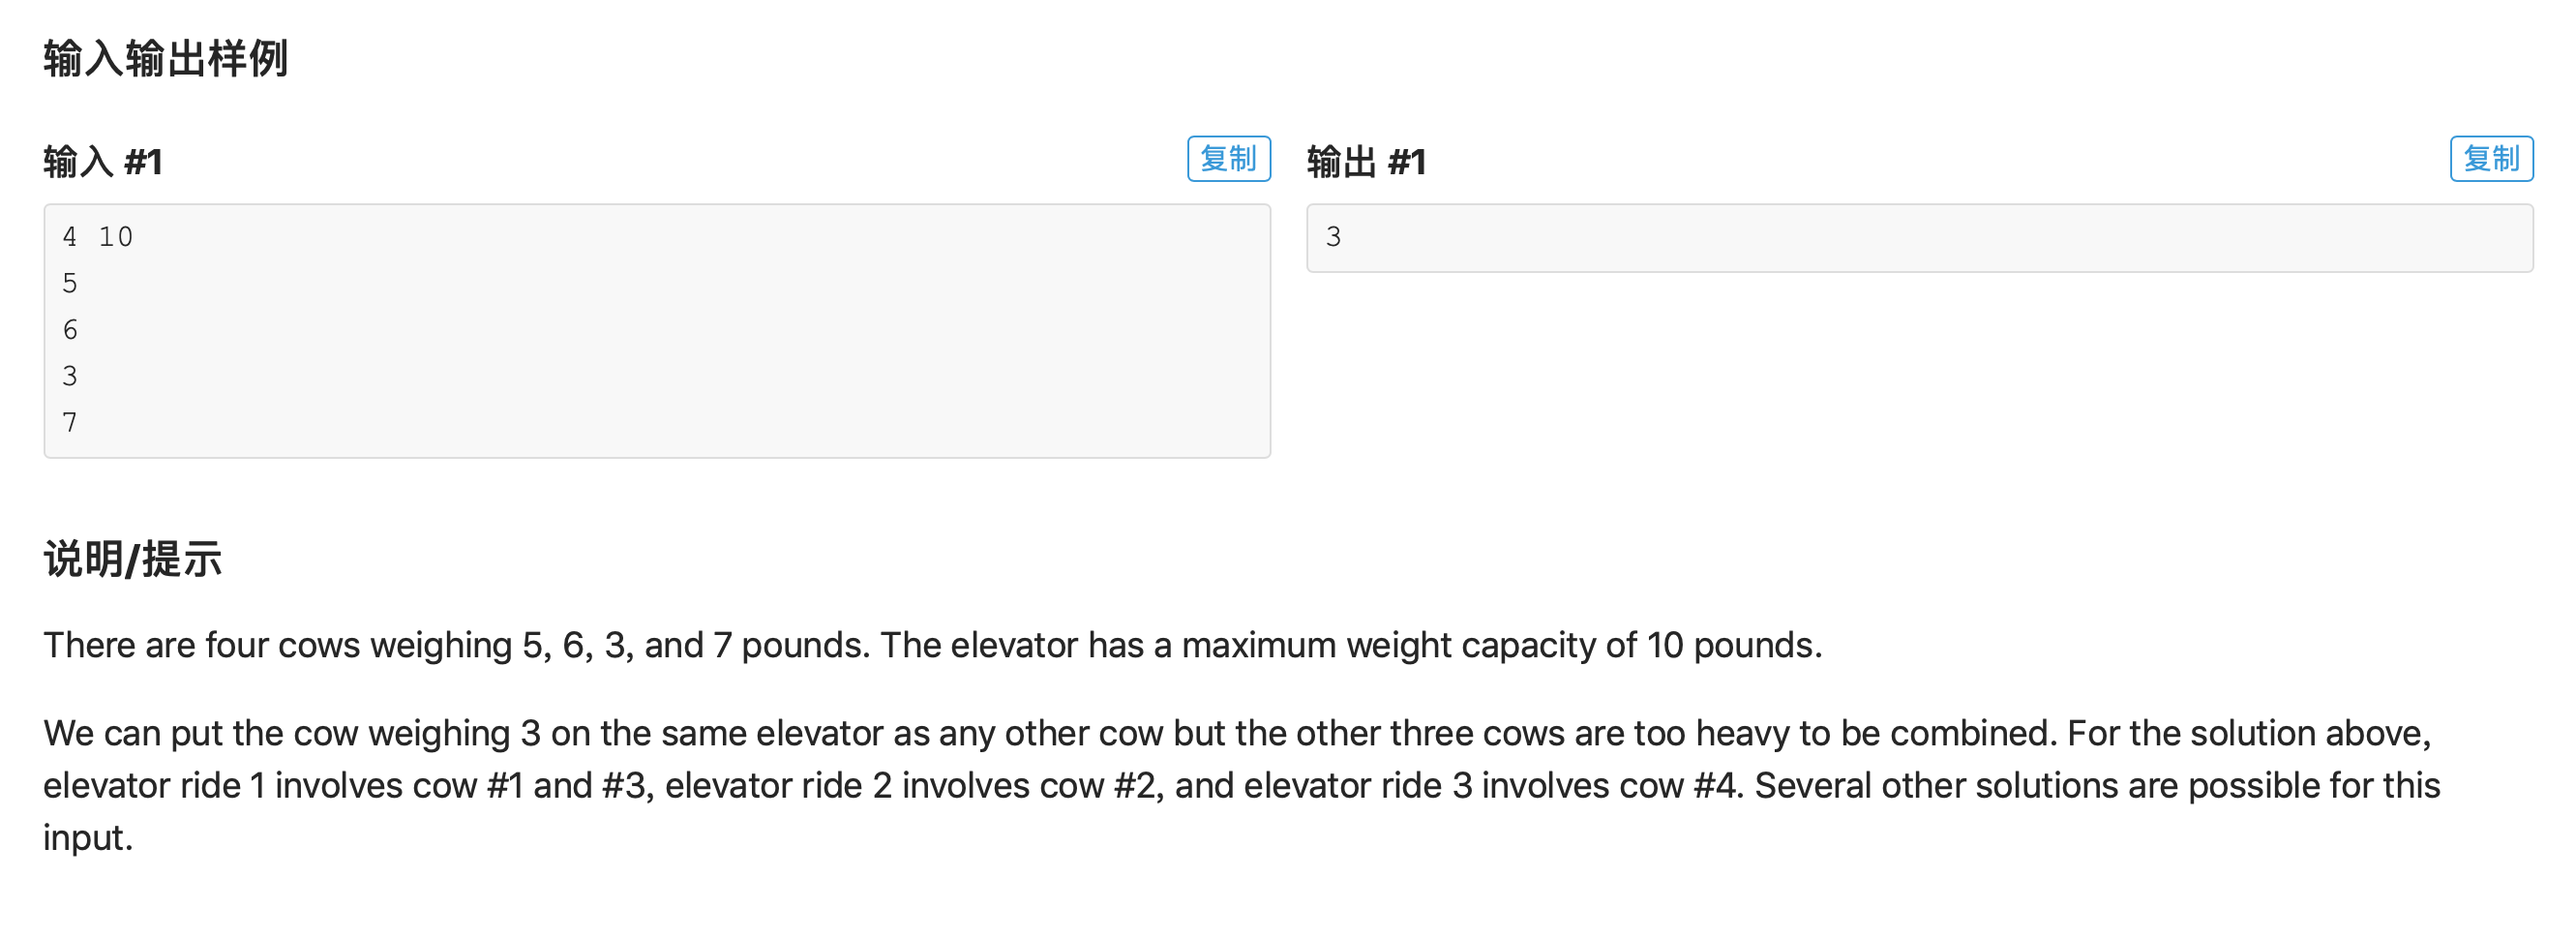 输入输出样例
输入 #1
复制
4 10
5
6
3
7
输出 #1
复制
3
说明/提示
There are four cows weighing 5, 6, 3, and 7 pounds. The elevator has a maximum weight capacity of 10 pounds.
We can put the cow weighing 3 on the same elevator as any other cow but the other three cows are too heavy to be combined. For the solution above,
elevator ride 1 involves cow #1 and #3, elevator ride 2 involves cow #2, and elevator ride 3 involves cow #4. Several other solutions are possible for this
input.